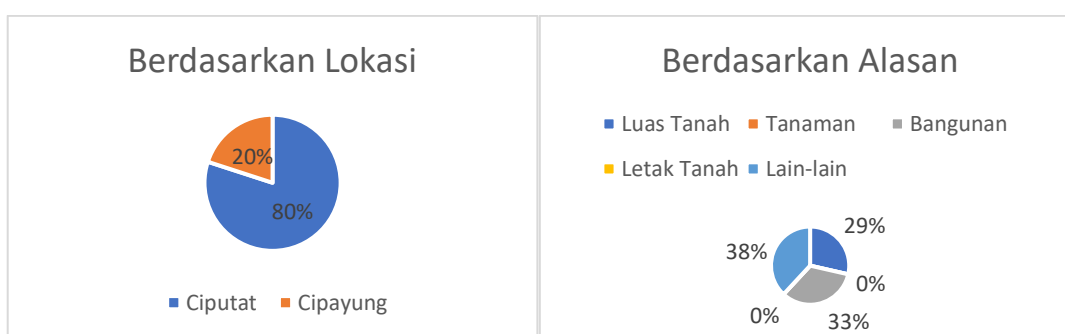 Berdasarkan Lokasi
20%
80%
Ciputat Cipayung
Berdasarkan Alasan
Luas Tanah Tanaman Bangunan
Letak Tanah Lain-lain
29%
38%
0%
0%
33%